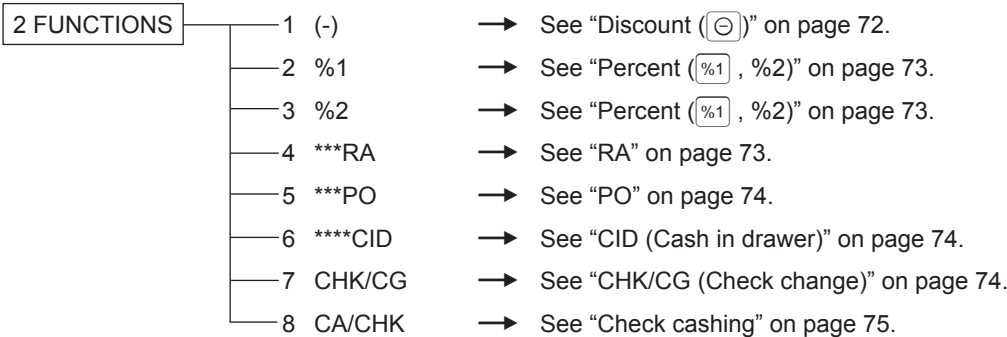 2 FUNCTIONS
1 (-) See “Discount (⊖)” on page 72.
2 %1 See “Percent (%1 , %2)” on page 73.
3 %2 See “Percent (%1 , %2)” on page 73.
4 ***RA See “RA” on page 73.
5 ***PO See “PO” on page 74.
6 ****CID See “CID (Cash in drawer)” on page 74.
7 CHK/CG See “CHK/CG (Check change)” on page 74.
8 CA/CHK See “Check cashing” on page 75.